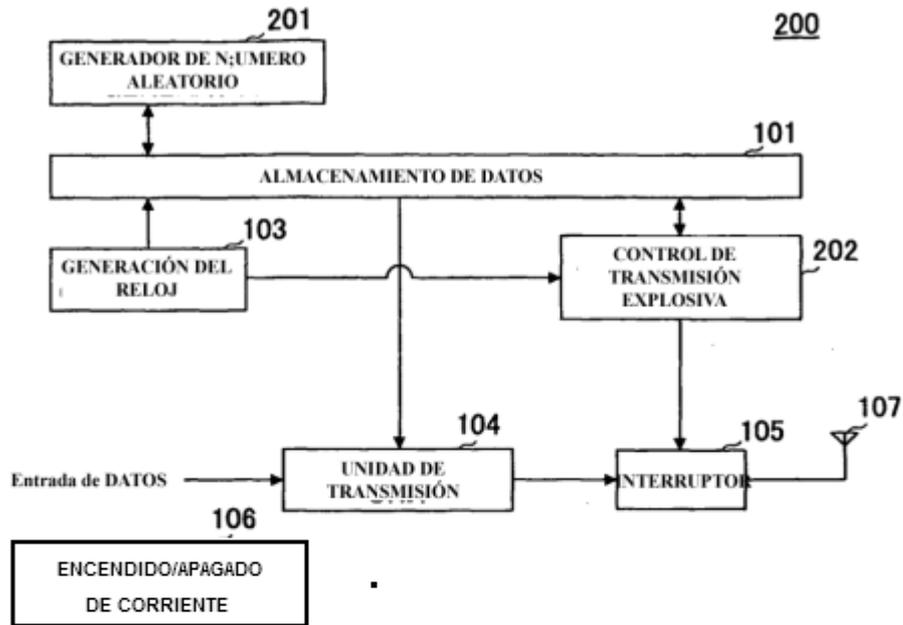 201
200
GENERADOR DE N;UMERO
ALEATORIO
101
ALMACENAMIENTO DE DATOS
103
GENERACIÓN DEL
RELOJ
CONTROL DE
TRANSMISIÓN
EXPLOSIVA
202
104
105
107
Entrada de DATOS
UNIDAD DE
TRANSMISIÓN
INTERRUPTOR
106
ENCENDIDO/APAGADO
DE CORRIENTE